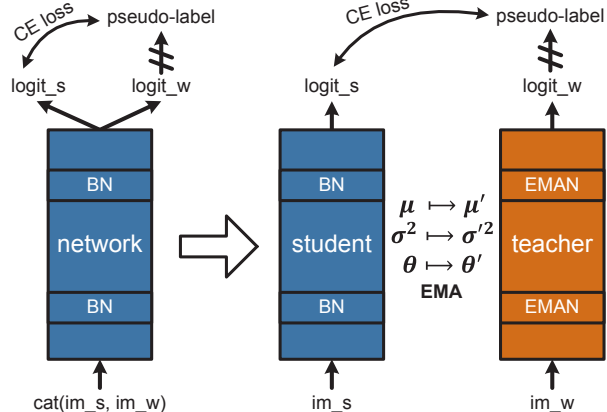 CE loss
pseudo-label
logit_s
logit_w
BN
network
BN
cat(im_s, im_w)
CE loss
pseudo-label
logit_s
logit_w
BN
student
BN
im_s
μ ↦ μ′
σ² ↦ σ′²
θ ↦ θ′
EMA
EMAN
teacher
EMAN
im_w